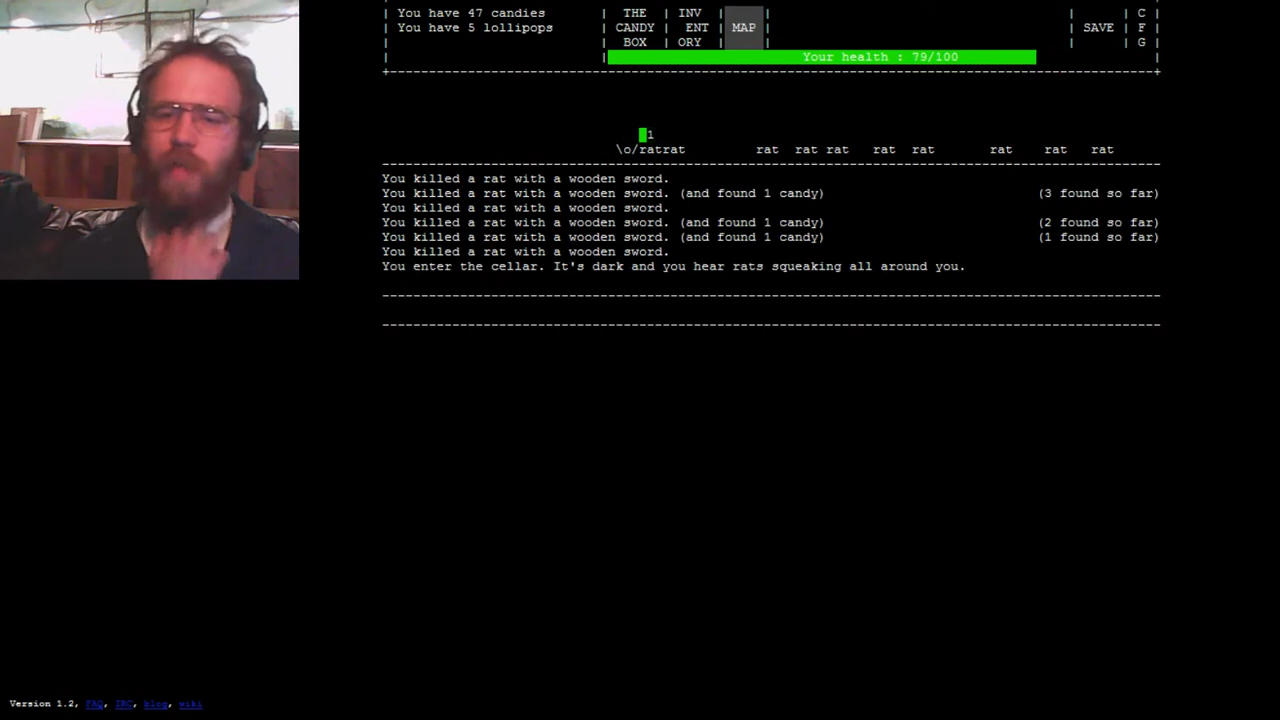 You have 47 candies | THE | INV | | | | C |
You have 5 lollipops | CANDY | ENT | MAP | | SAVE | F |
| BOX | ORY | | | | G |
Your health : 79/100
1
\o/ratrat rat rat rat rat rat rat rat rat
You killed a rat with a wooden sword.
You killed a rat with a wooden sword. (and found 1 candy) (3 found so far)
You killed a rat with a wooden sword.
You killed a rat with a wooden sword. (and found 1 candy) (2 found so far)
You killed a rat with a wooden sword. (and found 1 candy) (1 found so far)
You killed a rat with a wooden sword.
You enter the cellar. It's dark and you hear rats squeaking all around you.
Version 1.2, FAQ, IRC, blog, wiki